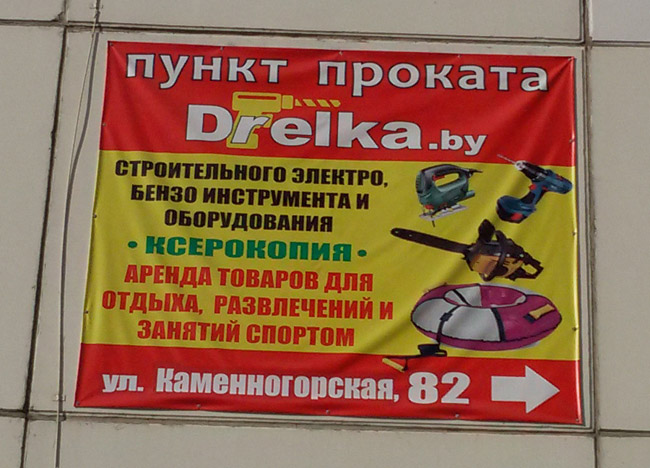 пункт проката
Drelka.by
СТРОИТЕЛЬНОГО ЭЛЕКТРО,
БЕНЗО ИНСТРУМЕНТА И
ОБОРУДОВАНИЯ
• КСЕРОКОПИЯ •
АРЕНДА ТОВАРОВ ДЛЯ
ОТДЫХА, РАЗВЛЕЧЕНИЙ И
ЗАНЯТИЙ СПОРТОМ
ул. Каменногорская, 82